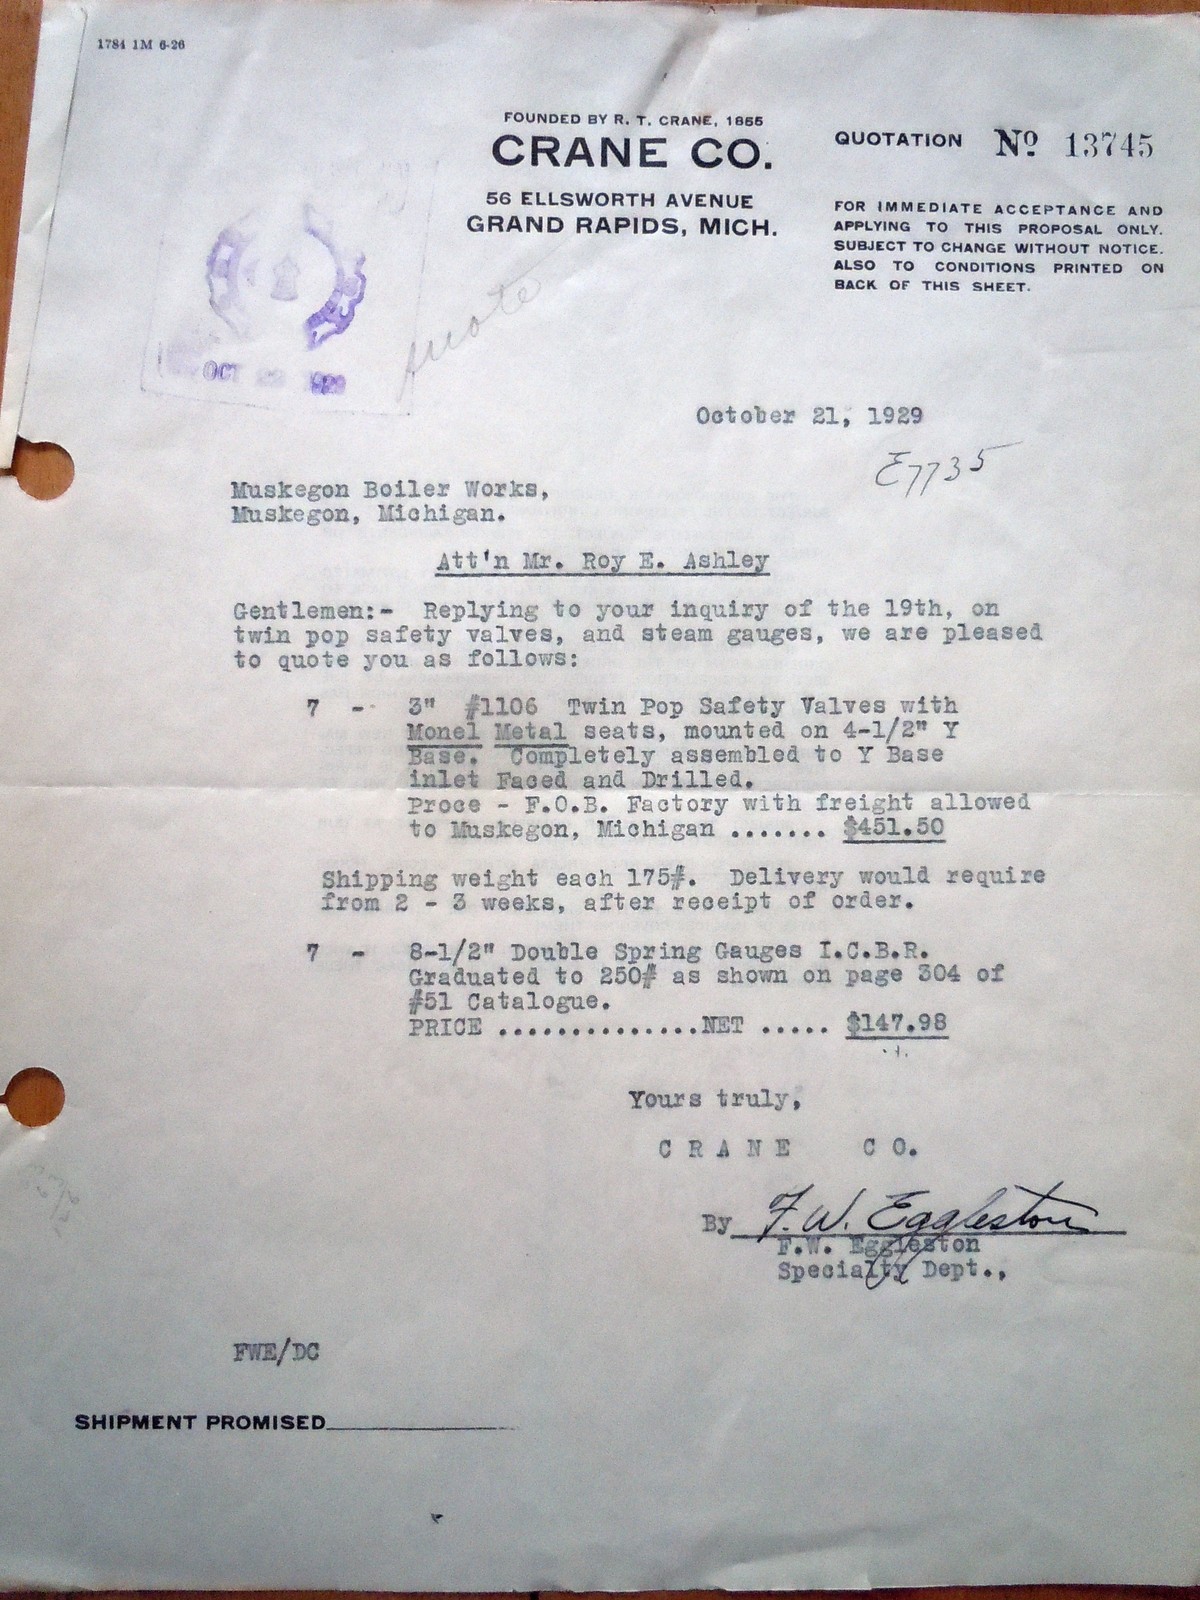 1784 1M 6-26
FOUNDED BY R. T. CRANE, 1855
CRANE CO.
56 ELLSWORTH AVENUE
GRAND RAPIDS, MICH.
QUOTATION Nº 13745
FOR IMMEDIATE ACCEPTANCE AND
APPLYING TO THIS PROPOSAL ONLY.
SUBJECT TO CHANGE WITHOUT NOTICE.
ALSO TO CONDITIONS PRINTED ON
BACK OF THIS SHEET.
quote
OCT
October 21, 1929
E7735
Muskegon Boiler Works,
Muskegon, Michigan.
Att'n Mr. Roy E. Ashley
Gentlemen:- Replying to your inquiry of the 19th, on
twin pop safety valves, and steam gauges, we are pleased
to quote you as follows:
7 - 3" #1106 Twin Pop Safety Valves with
Monel Metal seats, mounted on 4-1/2" Y
Base. Completely assembled to Y Base
inlet Faced and Drilled.
Proce - F.O.B. Factory with freight allowed
to Muskegon, Michigan ....... $451.50
Shipping weight each 175#. Delivery would require
from 2 - 3 weeks, after receipt of order.
7 - 8-1/2" Double Spring Gauges I.C.B.R.
Graduated to 250# as shown on page 304 of
#51 Catalogue.
PRICE ..............NET ..... $147.98
Yours truly,
C R A N E C O.
By F. W. Eggleston
F.W. Eggleston
Specialty Dept.,
FWE/DC
SHIPMENT PROMISED